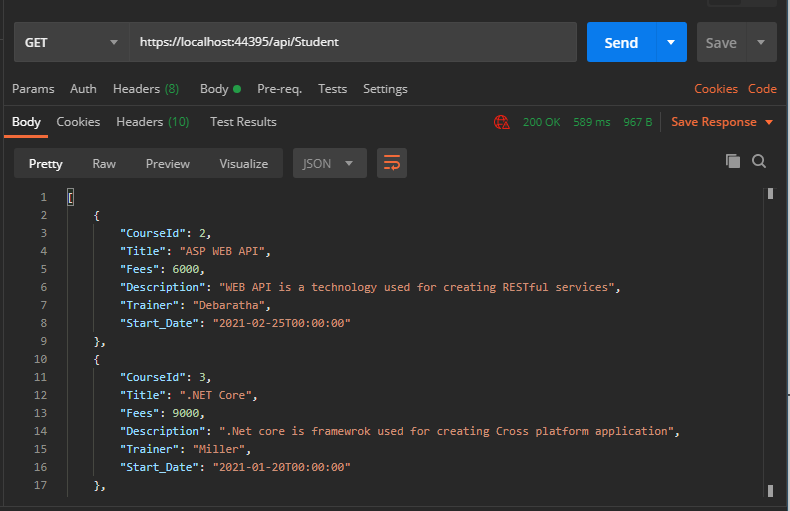 GET https://localhost:44395/api/Student Send Save
Params Auth Headers (8) Body Pre-req. Tests Settings Cookies Code
Body Cookies Headers (10) Test Results 200 OK 589 ms 967 B Save Response
Pretty Raw Preview Visualize JSON
1 [
2 {
3 "CourseId": 2,
4 "Title": "ASP WEB API",
5 "Fees": 6000,
6 "Description": "WEB API is a technology used for creating RESTful services",
7 "Trainer": "Debaratha",
8 "Start_Date": "2021-02-25T00:00:00"
9 },
10 {
11 "CourseId": 3,
12 "Title": ".NET Core",
13 "Fees": 9000,
14 "Description": ".Net core is framewrok used for creating Cross platform application",
15 "Trainer": "Miller",
16 "Start_Date": "2021-01-20T00:00:00"
17 },